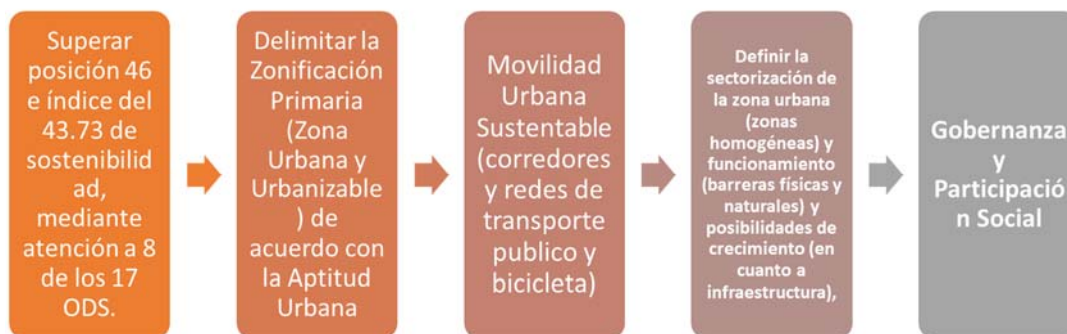 Superar
posición 46
e índice del
43.73 de
sostenibilid
ad,
mediante
atención a 8
de los 17
ODS.
Delimitar la
Zonificación
Primaria
(Zona
Urbana y
Urbanizable
) de
acuerdo con
la Aptitud
Urbana
Movilidad
Urbana
Sustentable
(corredores
y redes de
transporte
publico y
bicicleta)
Definir la
sectorización de
la zona urbana
(zonas
homogéneas) y
funcionamiento
(barreras físicas y
naturales) y
posibilidades de
crecimiento (en
cuanto a
infraestructura),
Gobernanza
y
Participació
n Social